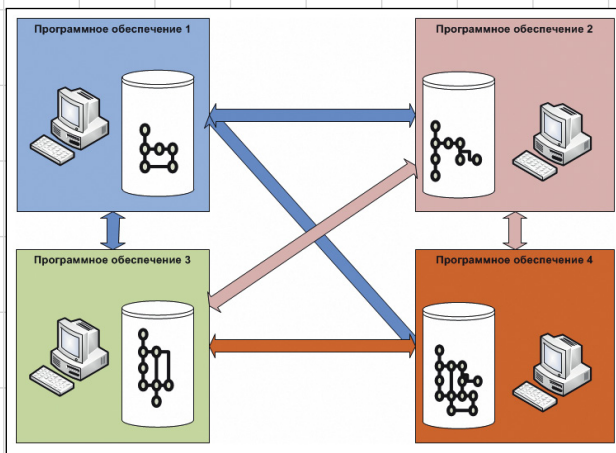 Программное обеспечение 1
Программное обеспечение 2
Программное обеспечение 3
Программное обеспечение 4